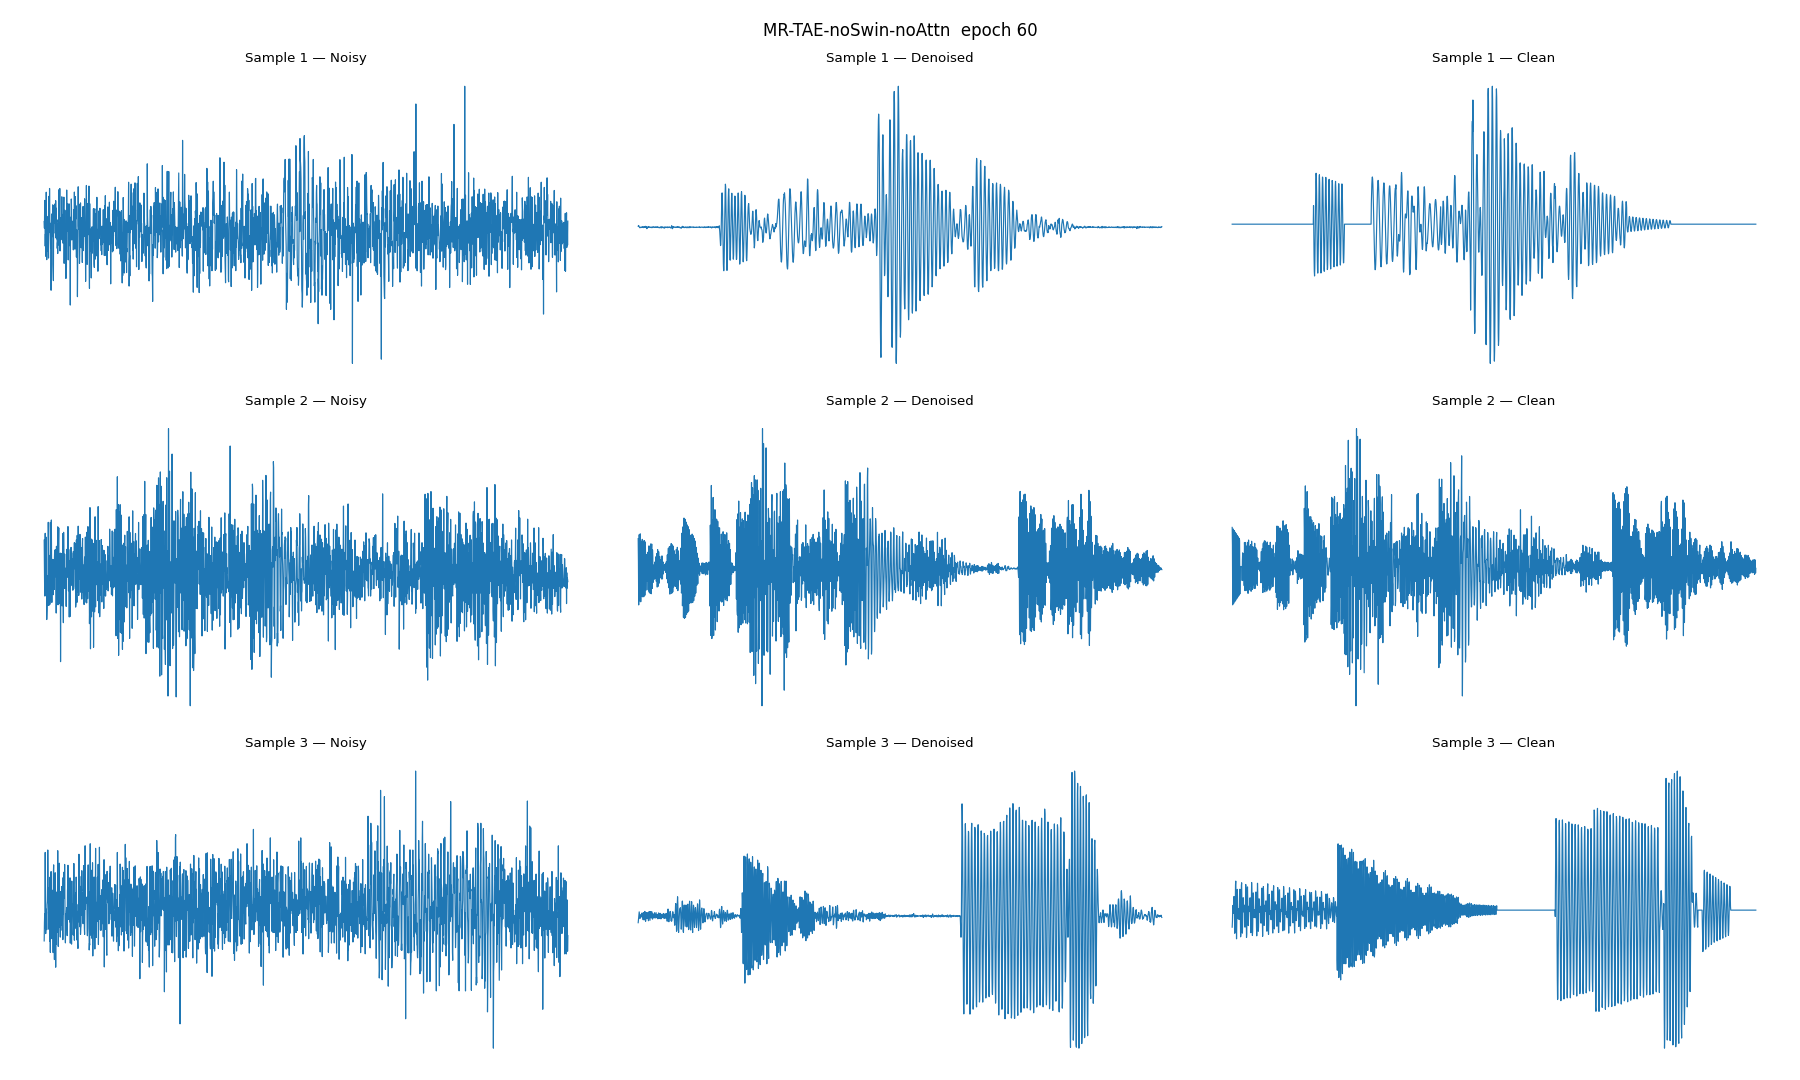 MR-TAE-noSwin-noAttn  epoch 60
Sample 1 — Noisy
Sample 1 — Denoised
Sample 1 — Clean
Sample 2 — Noisy
Sample 2 — Denoised
Sample 2 — Clean
Sample 3 — Noisy
Sample 3 — Denoised
Sample 3 — Clean